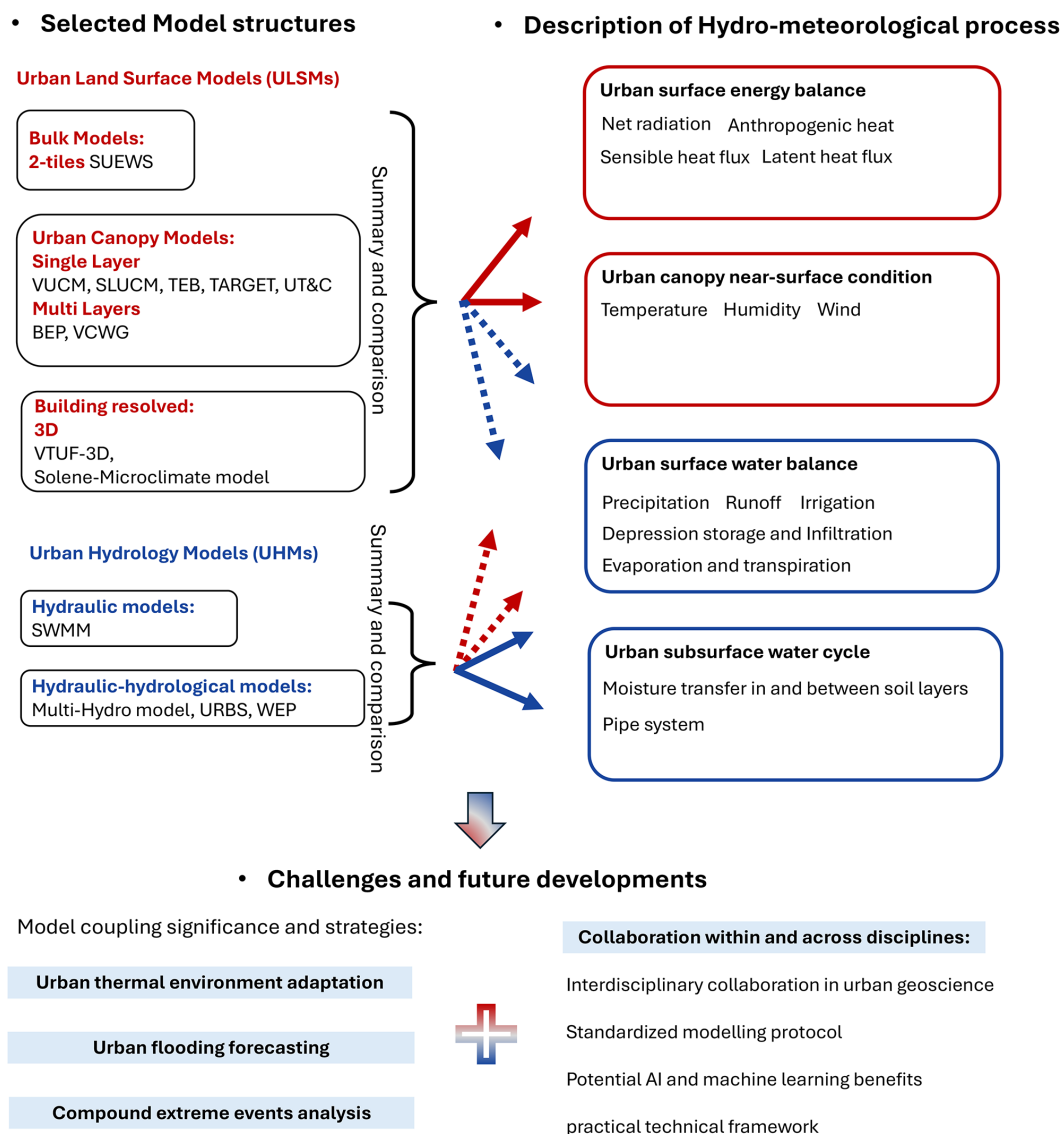 • Selected Model structures
Urban Land Surface Models (ULSMs)
Bulk Models:
2-tiles SUEWS
Urban Canopy Models:
Single Layer
VUCM, SLUCM, TEB, TARGET, UT&C
Multi Layers
BEP, VCWG
Building resolved:
3D
VTUF-3D,
Solene-Microclimate model
Summary and comparison
Urban Hydrology Models (UHMs)
Hydraulic models:
SWMM
Hydraulic-hydrological models:
Multi-Hydro model, URBS, WEP
Summary and comparison
• Description of Hydro-meteorological process
Urban surface energy balance
Net radiation Anthropogenic heat
Sensible heat flux Latent heat flux
Urban canopy near-surface condition
Temperature Humidity Wind
Urban surface water balance
Precipitation Runoff Irrigation
Depression storage and Infiltration
Evaporation and transpiration
Urban subsurface water cycle
Moisture transfer in and between soil layers
Pipe system
• Challenges and future developments
Model coupling significance and strategies:
Urban thermal environment adaptation
Urban flooding forecasting
Compound extreme events analysis
Collaboration within and across disciplines:
Interdisciplinary collaboration in urban geoscience
Standardized modelling protocol
Potential AI and machine learning benefits
practical technical framework